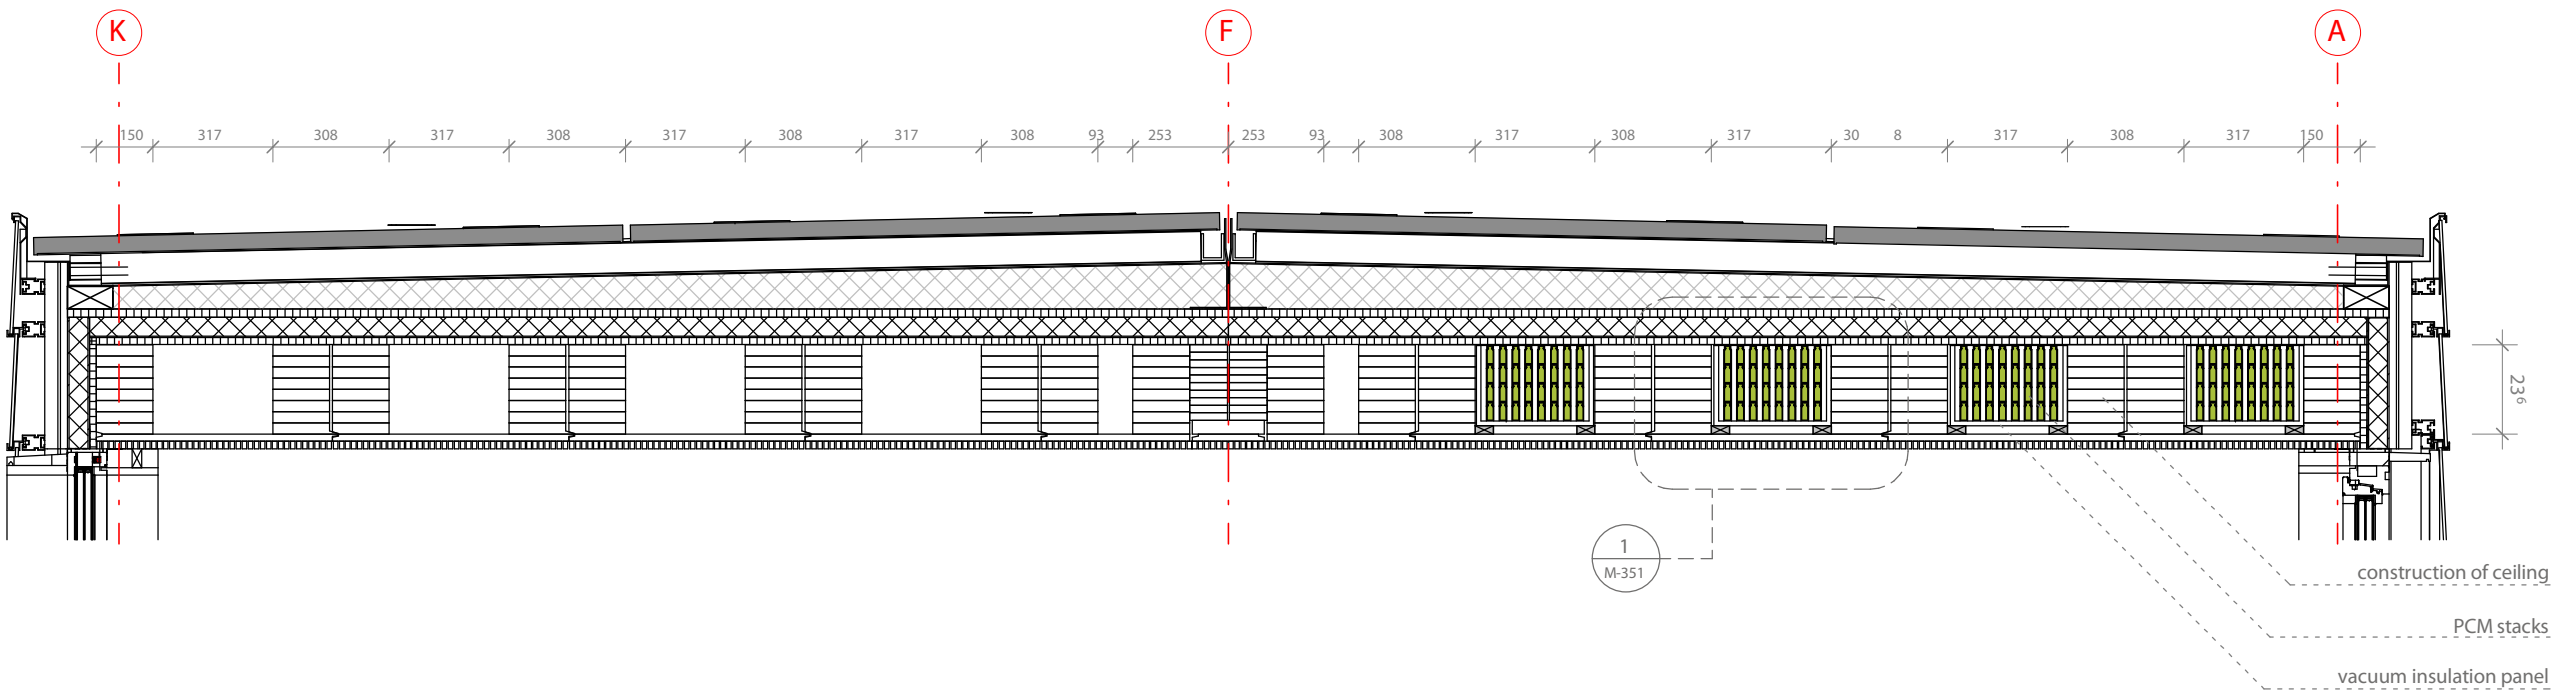 K F A
150 317 308 317 308 317 308 317 308 93 253 253 93 308 317 308 317 30 8 317 308 317 150
23⁶
1
M-351
construction of ceiling
PCM stacks
vacuum insulation panel